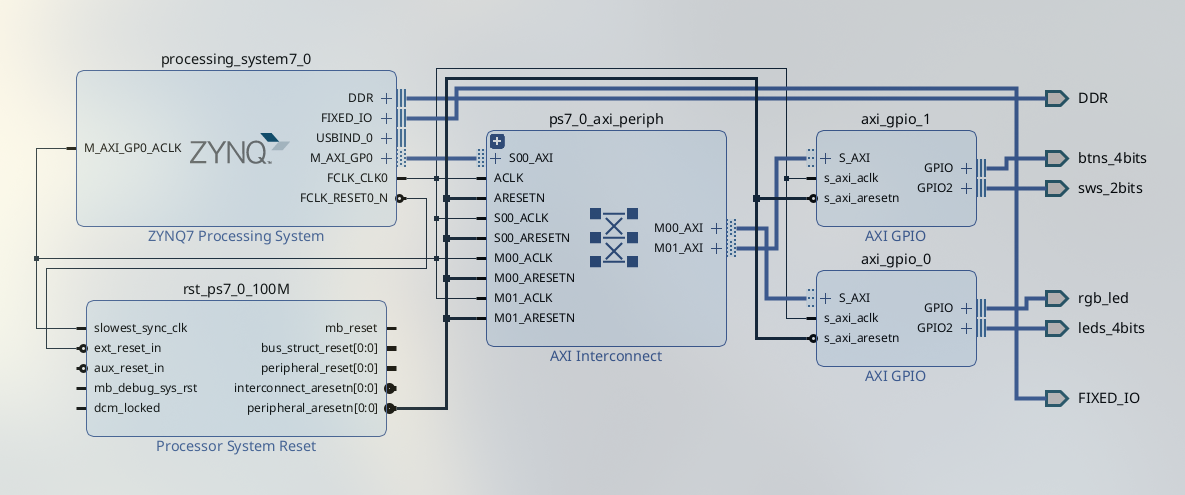 processing_system7_0
DDR
FIXED_IO
USBIND_0
M_AXI_GP0_ACLK
ZYNQ
M_AXI_GP0
FCLK_CLK0
FCLK_RESET0_N
ZYNQ7 Processing System
rst_ps7_0_100M
slowest_sync_clk
mb_reset
ext_reset_in
bus_struct_reset[0:0]
aux_reset_in
peripheral_reset[0:0]
mb_debug_sys_rst
interconnect_aresetn[0:0]
dcm_locked
peripheral_aresetn[0:0]
Processor System Reset
ps7_0_axi_periph
S00_AXI
ACLK
ARESETN
S00_ACLK
M00_AXI
S00_ARESETN
M01_AXI
M00_ACLK
M00_ARESETN
M01_ACLK
M01_ARESETN
AXI Interconnect
axi_gpio_1
S_AXI
GPIO
s_axi_aclk
GPIO2
s_axi_aresetn
AXI GPIO
axi_gpio_0
S_AXI
GPIO
s_axi_aclk
GPIO2
s_axi_aresetn
AXI GPIO
DDR
btns_4bits
sws_2bits
rgb_led
leds_4bits
FIXED_IO